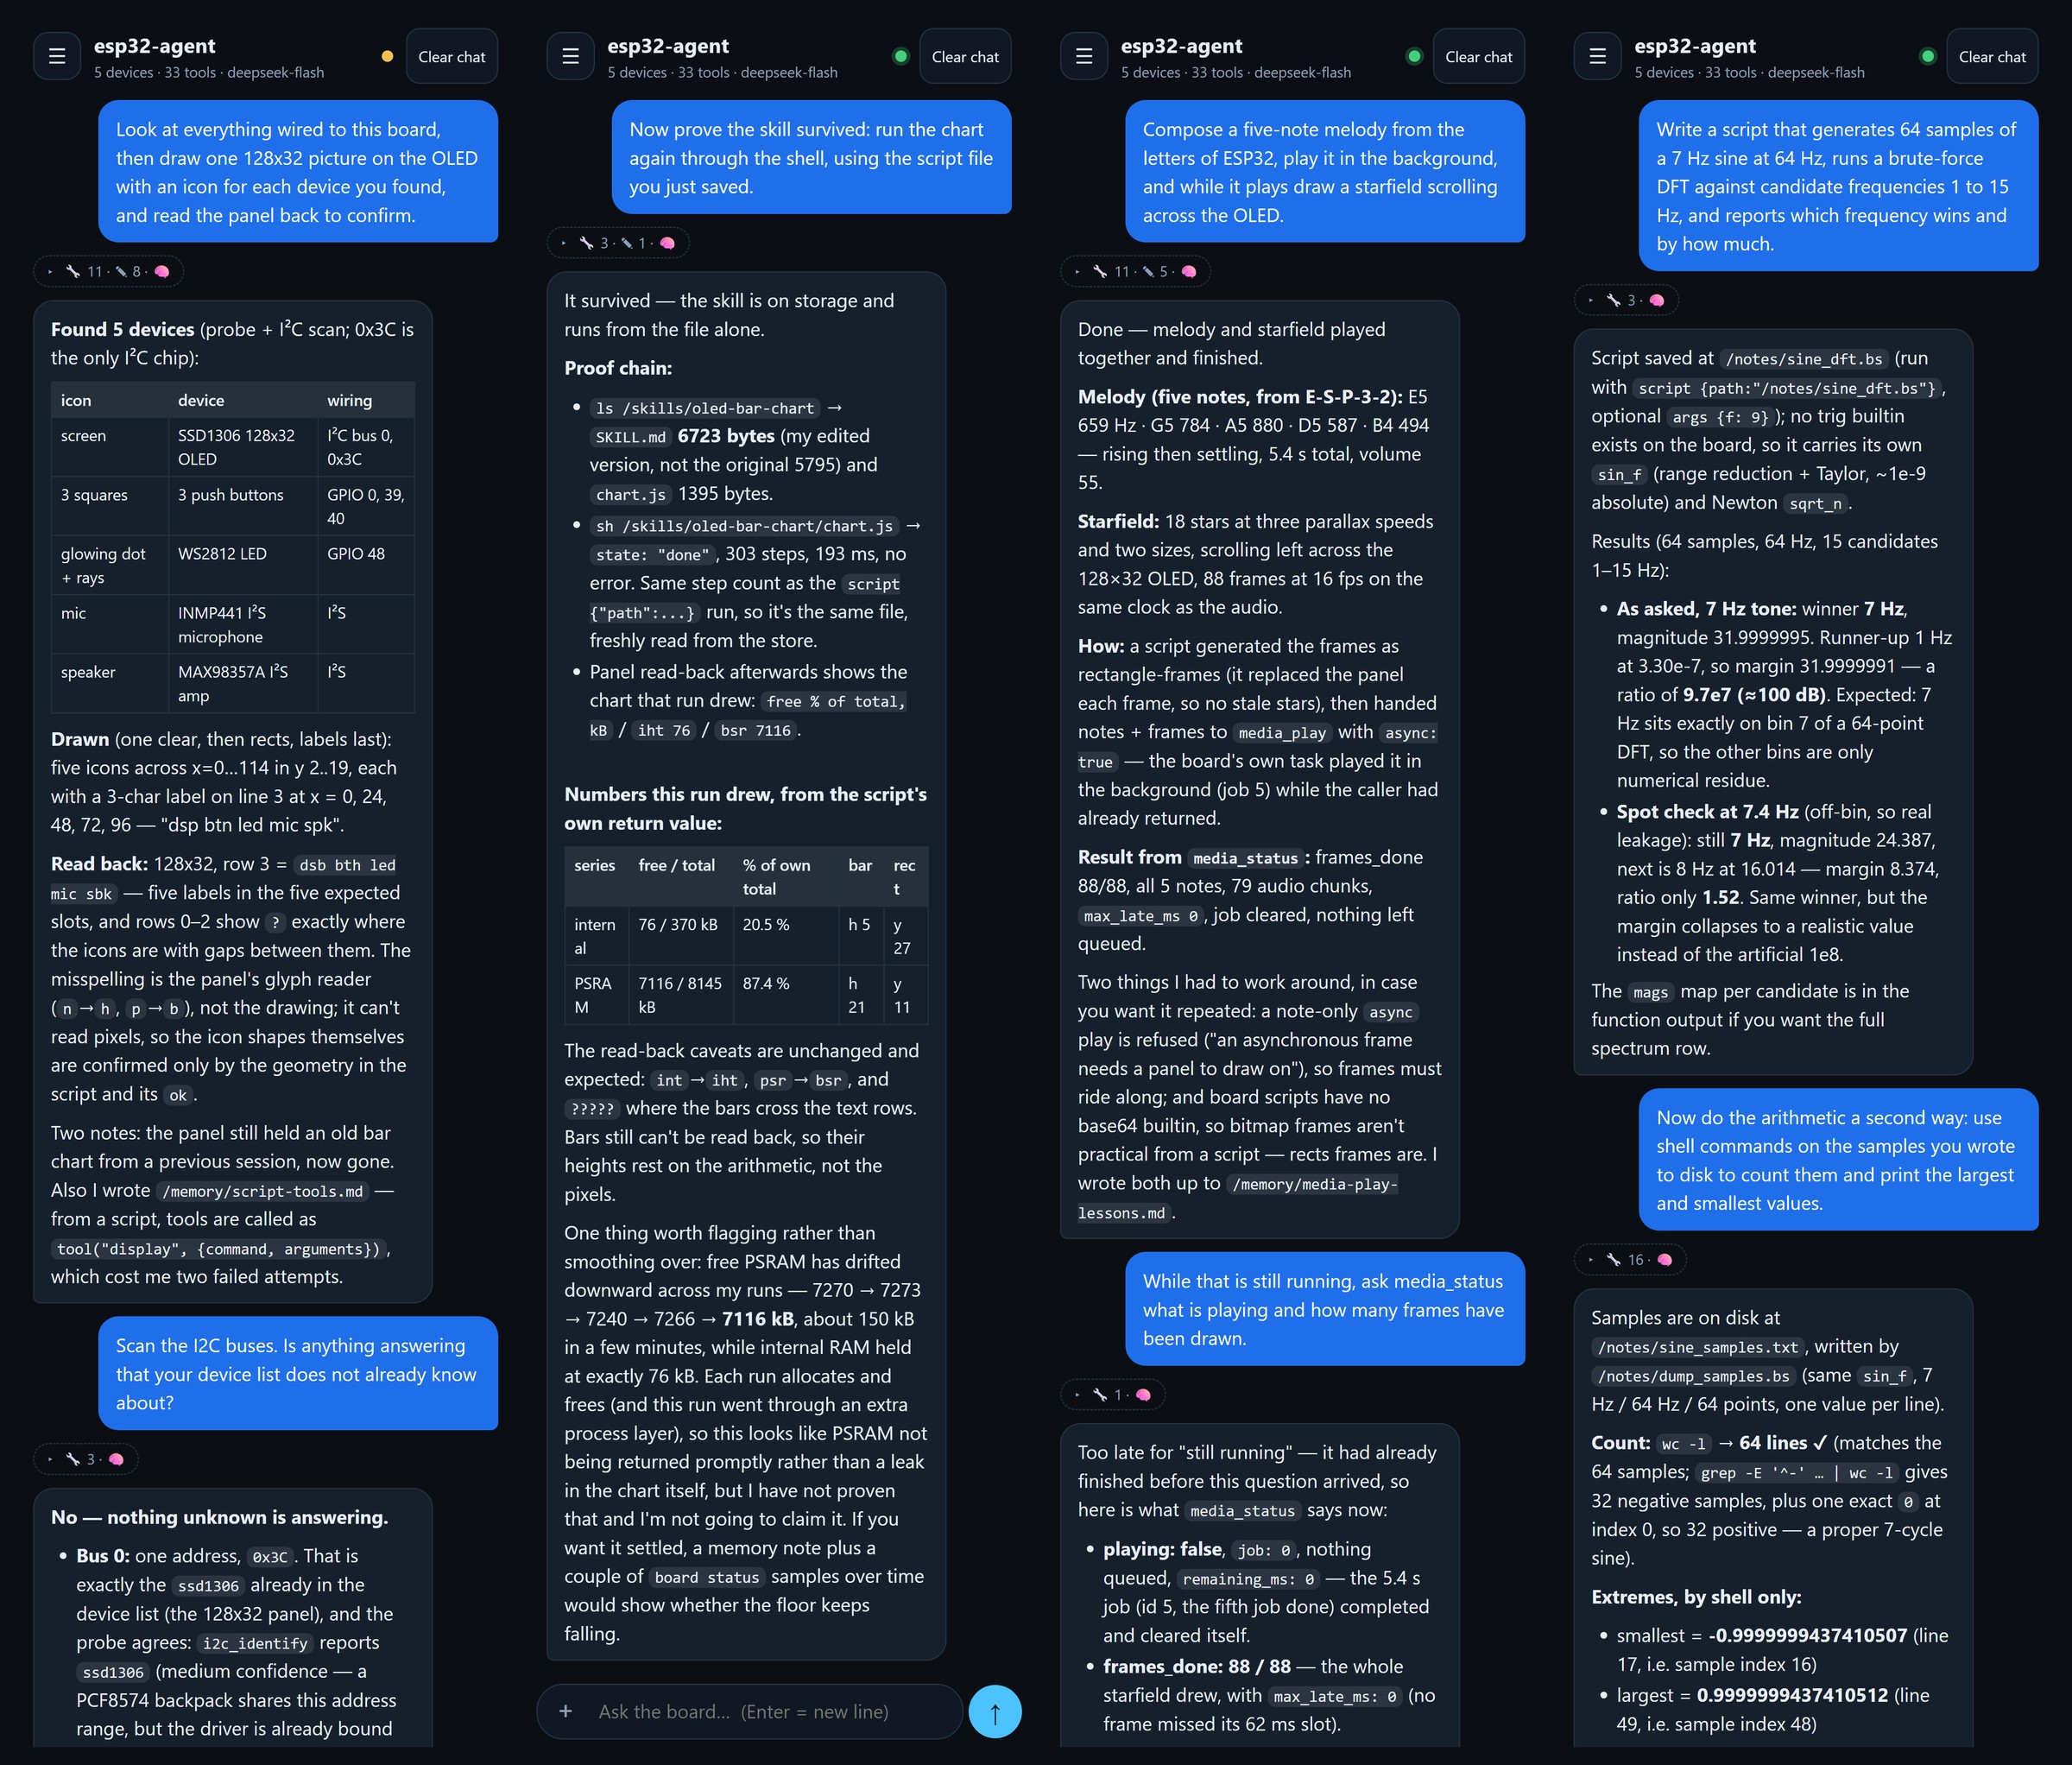 esp32-agent
5 devices · 33 tools · deepseek-flash
Clear chat
Look at everything wired to this board,
then draw one 128x32 picture on the OLED
with an icon for each device you found,
and read the panel back to confirm.
▸ 🔧 11 · ✎ 8 · 🧠
Found 5 devices (probe + I²C scan; 0x3C is
the only I²C chip):
icon device wiring
screen SSD1306 128x32 I²C bus 0,
OLED 0x3C
3 squares 3 push buttons GPIO 0, 39,
40
glowing dot WS2812 LED GPIO 48
+ rays
mic INMP441 I²S I²S
microphone
speaker MAX98357A I²S I²S
amp
Drawn (one clear, then rects, labels last):
five icons across x=0…114 in y 2..19, each
with a 3-char label on line 3 at x = 0, 24,
48, 72, 96 — "dsp btn led mic spk".
Read back: 128x32, row 3 = dsb bth led
mic sbk — five labels in the five expected
slots, and rows 0–2 show ? exactly where
the icons are with gaps between them. The
misspelling is the panel's glyph reader
(n→h, p→b), not the drawing; it can't
read pixels, so the icon shapes themselves
are confirmed only by the geometry in the
script and its ok.
Two notes: the panel still held an old bar
chart from a previous session, now gone.
Also I wrote /memory/script-tools.md —
from a script, tools are called as
tool("display", {command, arguments}),
which cost me two failed attempts.
Scan the I2C buses. Is anything answering
that your device list does not already know
about?
▸ 🔧 3 · 🧠
No — nothing unknown is answering.
• Bus 0: one address, 0x3C. That is
exactly the ssd1306 already in the
device list (the 128x32 panel), and the
probe agrees: i2c_identify reports
ssd1306 (medium confidence — a
PCF8574 backpack shares this address
range, but the driver is already bound
esp32-agent
5 devices · 33 tools · deepseek-flash
Clear chat
Now prove the skill survived: run the chart
again through the shell, using the script file
you just saved.
▸ 🔧 3 · ✎ 1 · 🧠
It survived — the skill is on storage and
runs from the file alone.
Proof chain:
• ls /skills/oled-bar-chart →
SKILL.md 6723 bytes (my edited
version, not the original 5795) and
chart.js 1395 bytes.
• sh /skills/oled-bar-chart/chart.js →
state: "done", 303 steps, 193 ms, no
error. Same step count as the script
{"path":...} run, so it's the same file,
freshly read from the store.
• Panel read-back afterwards shows the
chart that run drew: free % of total,
kB / iht 76 / bsr 7116.
Numbers this run drew, from the script's
own return value:
series free / total % of own bar rec
total t
intern 76 / 370 kB 20.5 % h 5 y
al 27
PSRA 7116 / 8145 87.4 % h y
M kB 21 11
The read-back caveats are unchanged and
expected: int→iht, psr→bsr, and
????? where the bars cross the text rows.
Bars still can't be read back, so their
heights rest on the arithmetic, not the
pixels.
One thing worth flagging rather than
smoothing over: free PSRAM has drifted
downward across my runs — 7270 → 7273
→ 7240 → 7266 → 7116 kB, about 150 kB
in a few minutes, while internal RAM held
at exactly 76 kB. Each run allocates and
frees (and this run went through an extra
process layer), so this looks like PSRAM not
being returned promptly rather than a leak
in the chart itself, but I have not proven
that and I'm not going to claim it. If you
want it settled, a memory note plus a
couple of board status samples over time
would show whether the floor keeps
falling.
+ Ask the board… (Enter = new line) ↑
esp32-agent
5 devices · 33 tools · deepseek-flash
Clear chat
Compose a five-note melody from the
letters of ESP32, play it in the background,
and while it plays draw a starfield scrolling
across the OLED.
▸ 🔧 11 · ✎ 5 · 🧠
Done — melody and starfield played
together and finished.
Melody (five notes, from E-S-P-3-2): E5
659 Hz · G5 784 · A5 880 · D5 587 · B4 494
— rising then settling, 5.4 s total, volume
55.
Starfield: 18 stars at three parallax speeds
and two sizes, scrolling left across the
128×32 OLED, 88 frames at 16 fps on the
same clock as the audio.
How: a script generated the frames as
rectangle-frames (it replaced the panel
each frame, so no stale stars), then handed
notes + frames to media_play with async:
true — the board's own task played it in
the background (job 5) while the caller had
already returned.
Result from media_status: frames_done
88/88, all 5 notes, 79 audio chunks,
max_late_ms 0, job cleared, nothing left
queued.
Two things I had to work around, in case
you want it repeated: a note-only async
play is refused ("an asynchronous frame
needs a panel to draw on"), so frames must
ride along; and board scripts have no
base64 builtin, so bitmap frames aren't
practical from a script — rects frames are. I
wrote both up to /memory/media-play-
lessons.md.
While that is still running, ask media_status
what is playing and how many frames have
been drawn.
▸ 🔧 1 · 🧠
Too late for "still running" — it had already
finished before this question arrived, so
here is what media_status says now:
• playing: false, job: 0, nothing
queued, remaining_ms: 0 — the 5.4 s
job (id 5, the fifth job done) completed
and cleared itself.
• frames_done: 88 / 88 — the whole
starfield drew, with max_late_ms: 0 (no
frame missed its 62 ms slot).
esp32-agent
5 devices · 33 tools · deepseek-flash
Clear chat
Write a script that generates 64 samples of
a 7 Hz sine at 64 Hz, runs a brute-force
DFT against candidate frequencies 1 to 15
Hz, and reports which frequency wins and
by how much.
▸ 🔧 3 · 🧠
Script saved at /notes/sine_dft.bs (run
with script {path:"/notes/sine_dft.bs"},
optional args {f: 9}); no trig builtin
exists on the board, so it carries its own
sin_f (range reduction + Taylor, ~1e-9
absolute) and Newton sqrt_n.
Results (64 samples, 64 Hz, 15 candidates
1–15 Hz):
• As asked, 7 Hz tone: winner 7 Hz,
magnitude 31.9999995. Runner-up 1 Hz
at 3.30e-7, so margin 31.9999991 — a
ratio of 9.7e7 (≈100 dB). Expected: 7
Hz sits exactly on bin 7 of a 64-point
DFT, so the other bins are only
numerical residue.
• Spot check at 7.4 Hz (off-bin, so real
leakage): still 7 Hz, magnitude 24.387,
next is 8 Hz at 16.014 — margin 8.374,
ratio only 1.52. Same winner, but the
margin collapses to a realistic value
instead of the artificial 1e8.
The mags map per candidate is in the
function output if you want the full
spectrum row.
Now do the arithmetic a second way: use
shell commands on the samples you wrote
to disk to count them and print the largest
and smallest values.
▸ 🔧 16 · 🧠
Samples are on disk at
/notes/sine_samples.txt, written by
/notes/dump_samples.bs (same sin_f, 7
Hz / 64 Hz / 64 points, one value per line).
Count: wc -l → 64 lines ✓ (matches the
64 samples; grep -E '^-' … | wc -l gives
32 negative samples, plus one exact 0 at
index 0, so 32 positive — a proper 7-cycle
sine).
Extremes, by shell only:
• smallest = -0.9999999437410507 (line
17, i.e. sample index 16)
• largest = 0.9999999437410512 (line
49, i.e. sample index 48)